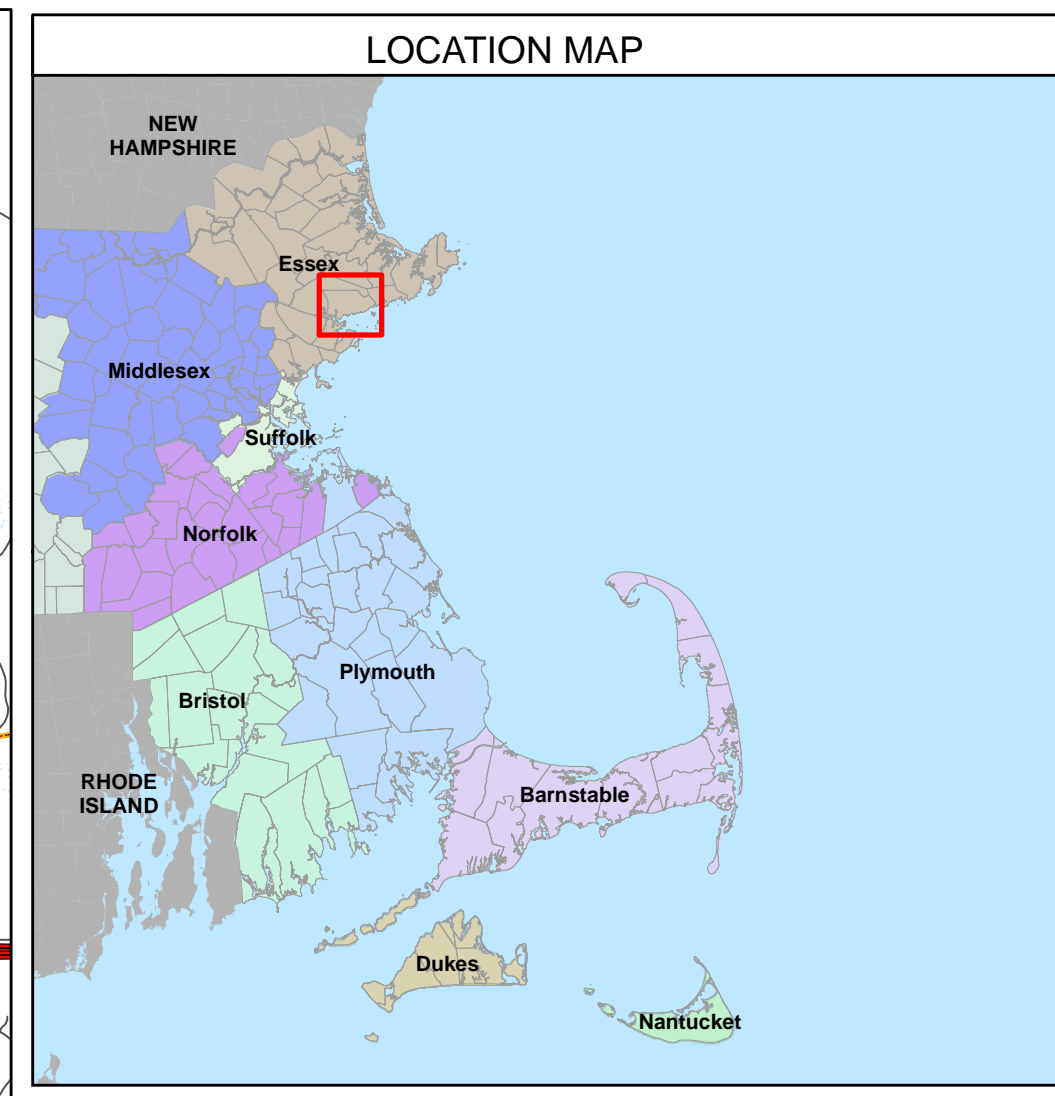 LOCATION MAP
NEW
HAMPSHIRE
Essex
Middlesex
Suffolk
Norfolk
Plymouth
Bristol
RHODE
ISLAND
Barnstable
Dukes
Nantucket